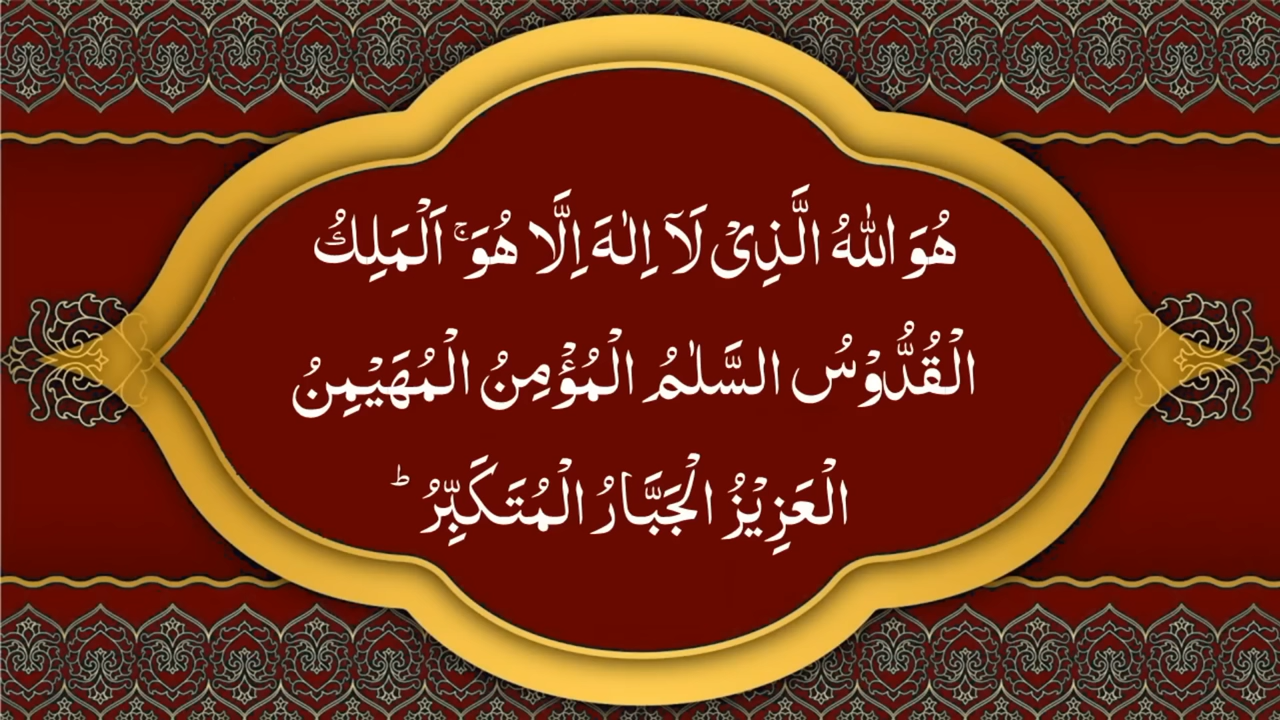 هُوَ اللّٰهُ الَّذِىْ لَآ اِلٰهَ اِلَّا هُوَ ۚ اَلْمَلِكُ
الْقُدُّوْسُ السَّلٰمُ الْمُؤْمِنُ الْمُهَيْمِنُ
الْعَزِيْزُ الْجَبَّارُ الْمُتَكَبِّرُ ؕ